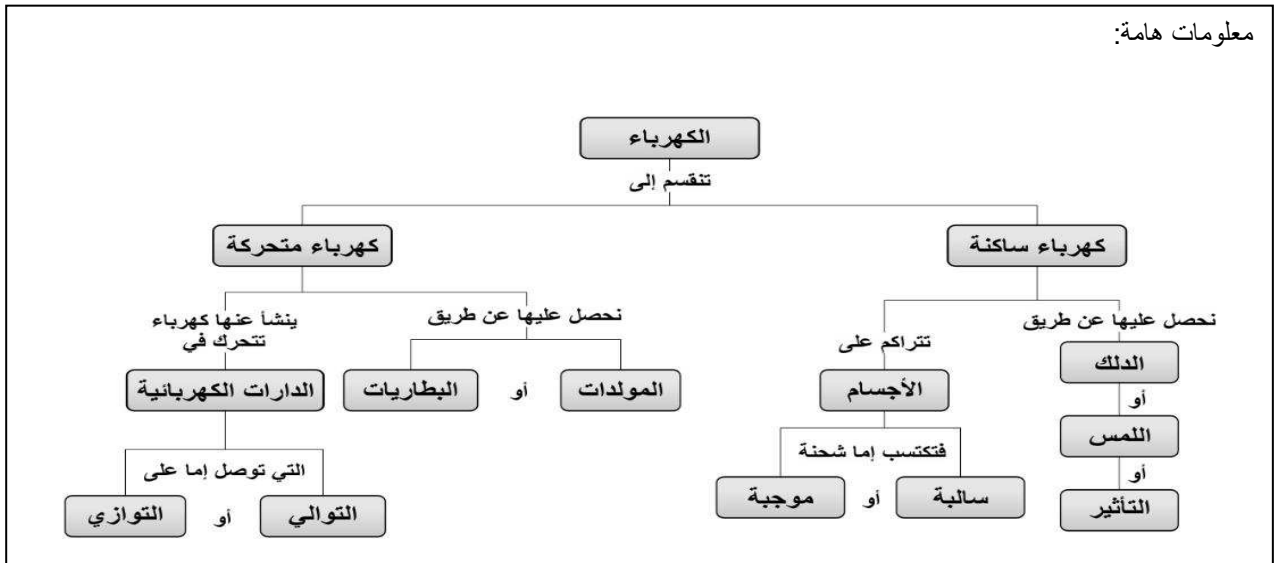 معلومات هامة:
الكهرباء
تنقسم إلى
كهرباء ساكنة
كهرباء متحركة
نحصل عليها عن طريق
الدلك
أو
اللمس
أو
التأثير
تتراكم على
الأجسام
فتكتسب إما شحنة
سالبة أو موجبة
نحصل عليها عن طريق
المولدات أو البطاريات
ينشأ عنها كهرباء
تتحرك في
الدارات الكهربائية
التي توصل إما على
التوالي أو التوازي